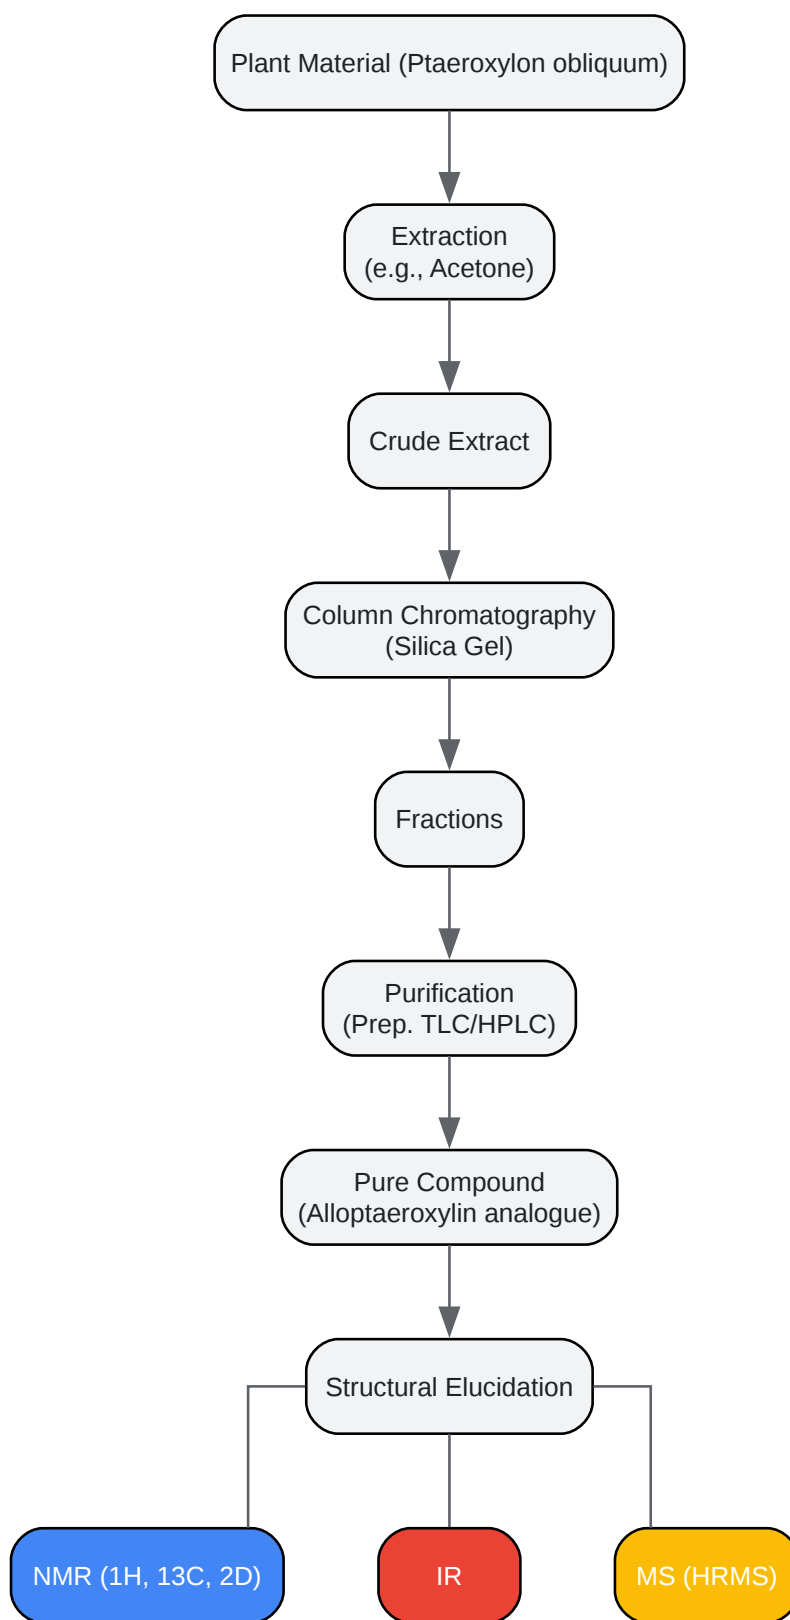 Plant Material (Ptaeroxylon obliquum)
Extraction
(e.g., Acetone)
Crude Extract
Column Chromatography
(Silica Gel)
Fractions
Purification
(Prep. TLC/HPLC)
Pure Compound
(Alloptaeroxylin analogue)
Structural Elucidation
NMR (1H, 13C, 2D)
IR
MS (HRMS)